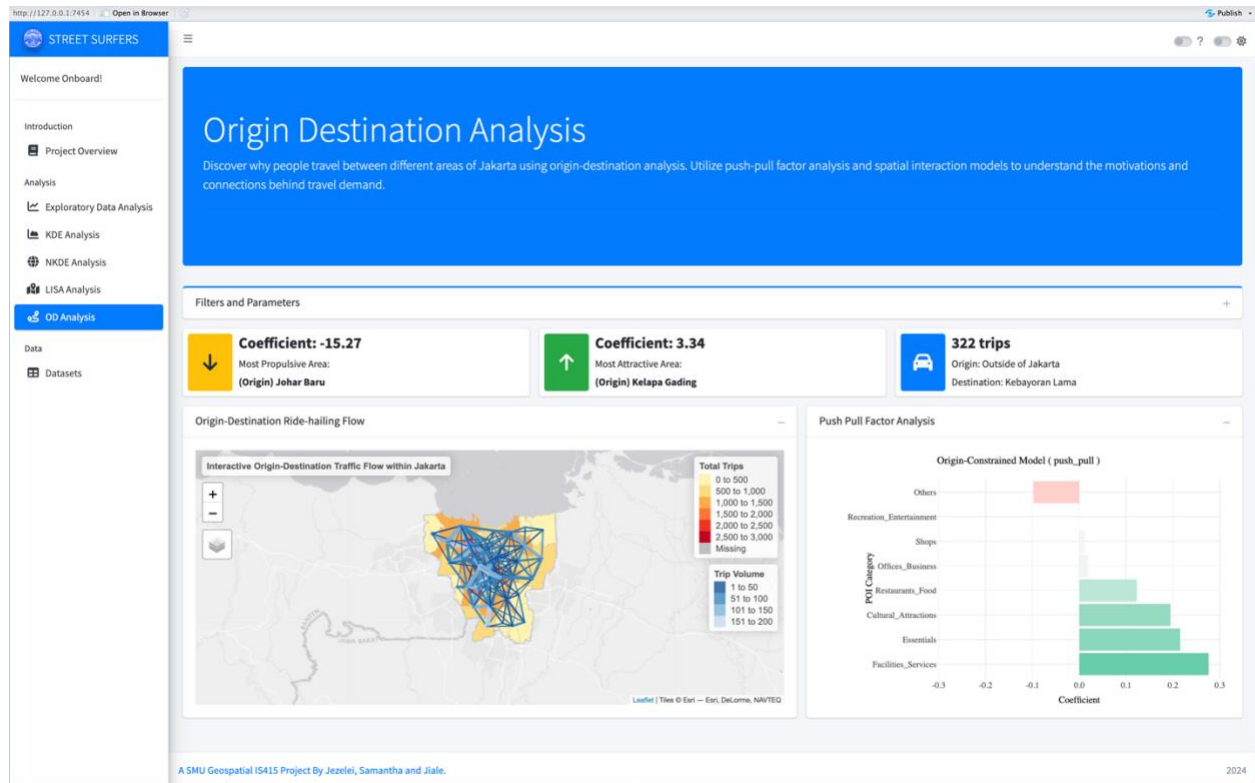 http://127.0.0.1:7454
Open in Browser
Publish
STREET SURFERS
?
Welcome Onboard!
Introduction
Project Overview
Analysis
Exploratory Data Analysis
KDE Analysis
NKDE Analysis
LISA Analysis
OD Analysis
Data
Datasets
Origin Destination Analysis
Discover why people travel between different areas of Jakarta using origin-destination analysis. Utilize push-pull factor analysis and spatial interaction models to understand the motivations and
connections behind travel demand.
Filters and Parameters
+
Coefficient: -15.27
Most Propulsive Area:
(Origin) Johar Baru
Coefficient: 3.34
Most Attractive Area:
(Origin) Kelapa Gading
322 trips
Origin: Outside of Jakarta
Destination: Kebayoran Lama
Origin-Destination Ride-hailing Flow
−
Interactive Origin-Destination Traffic Flow within Jakarta
+
−
Total Trips
0 to 500
500 to 1,000
1,000 to 1,500
1,500 to 2,000
2,000 to 2,500
2,500 to 3,000
Missing
Trip Volume
1 to 50
51 to 100
101 to 150
151 to 200
JAWA BARAT
Leaflet | Tiles © Esri — Esri, DeLorme, NAVTEQ
Push Pull Factor Analysis
−
Origin-Constrained Model ( push_pull )
POI Category
Others
Recreation_Entertainment
Shops
Offices_Business
Restaurants_Food
Cultural_Attractions
Essentials
Facilities_Services
-0.3 -0.2 -0.1 0.0 0.1 0.2 0.3
Coefficient
A SMU Geospatial IS415 Project By Jezelei, Samantha and Jiale.
2024